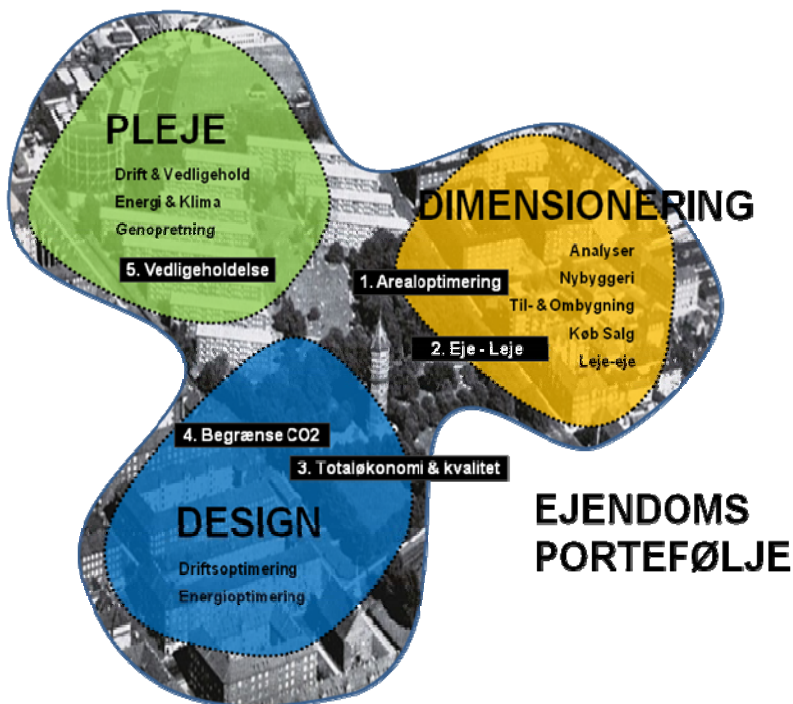 PLEJE
Drift & Vedligehold
Energi & Klima
Genopretning
5. Vedligeholdelse
DIMENSIONERING
Analyser
Nybyggeri
Til- & Ombygning
Køb Salg
Leje-eje
1. Arealoptimering
2. Eje - Leje
4. Begrænse CO2
3. Totaløkonomi & kvalitet
DESIGN
Driftsoptimering
Energioptimering
EJENDOMS
PORTEFØLJE